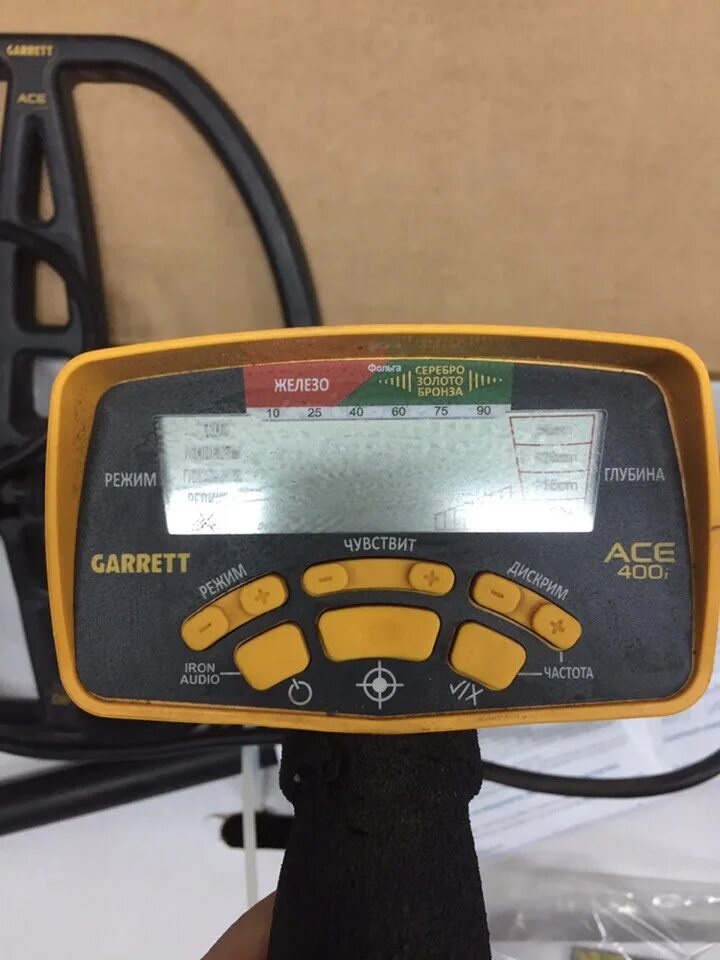 GARRETT
ACE
ЖЕЛЕЗО
Фольга
СЕРЕБРО
ЗОЛОТО
БРОНЗА
10 25 40 60 75 90
РЕЖИМ
ГЛУБИНА
GARRETT
ЧУВСТВИТ
ACE
400i
РЕЖИМ
ДИСКРИМ
- +
- +
- +
IRON
AUDIO
√/X
ЧАСТОТА